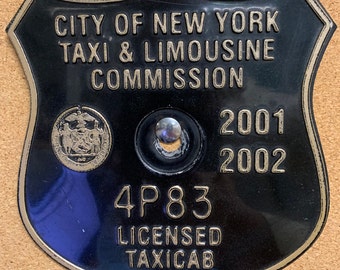 CITY OF NEW YORK
TAXI & LIMOUSINE
COMMISSION
2001
2002
4P83
LICENSED
TAXICAB